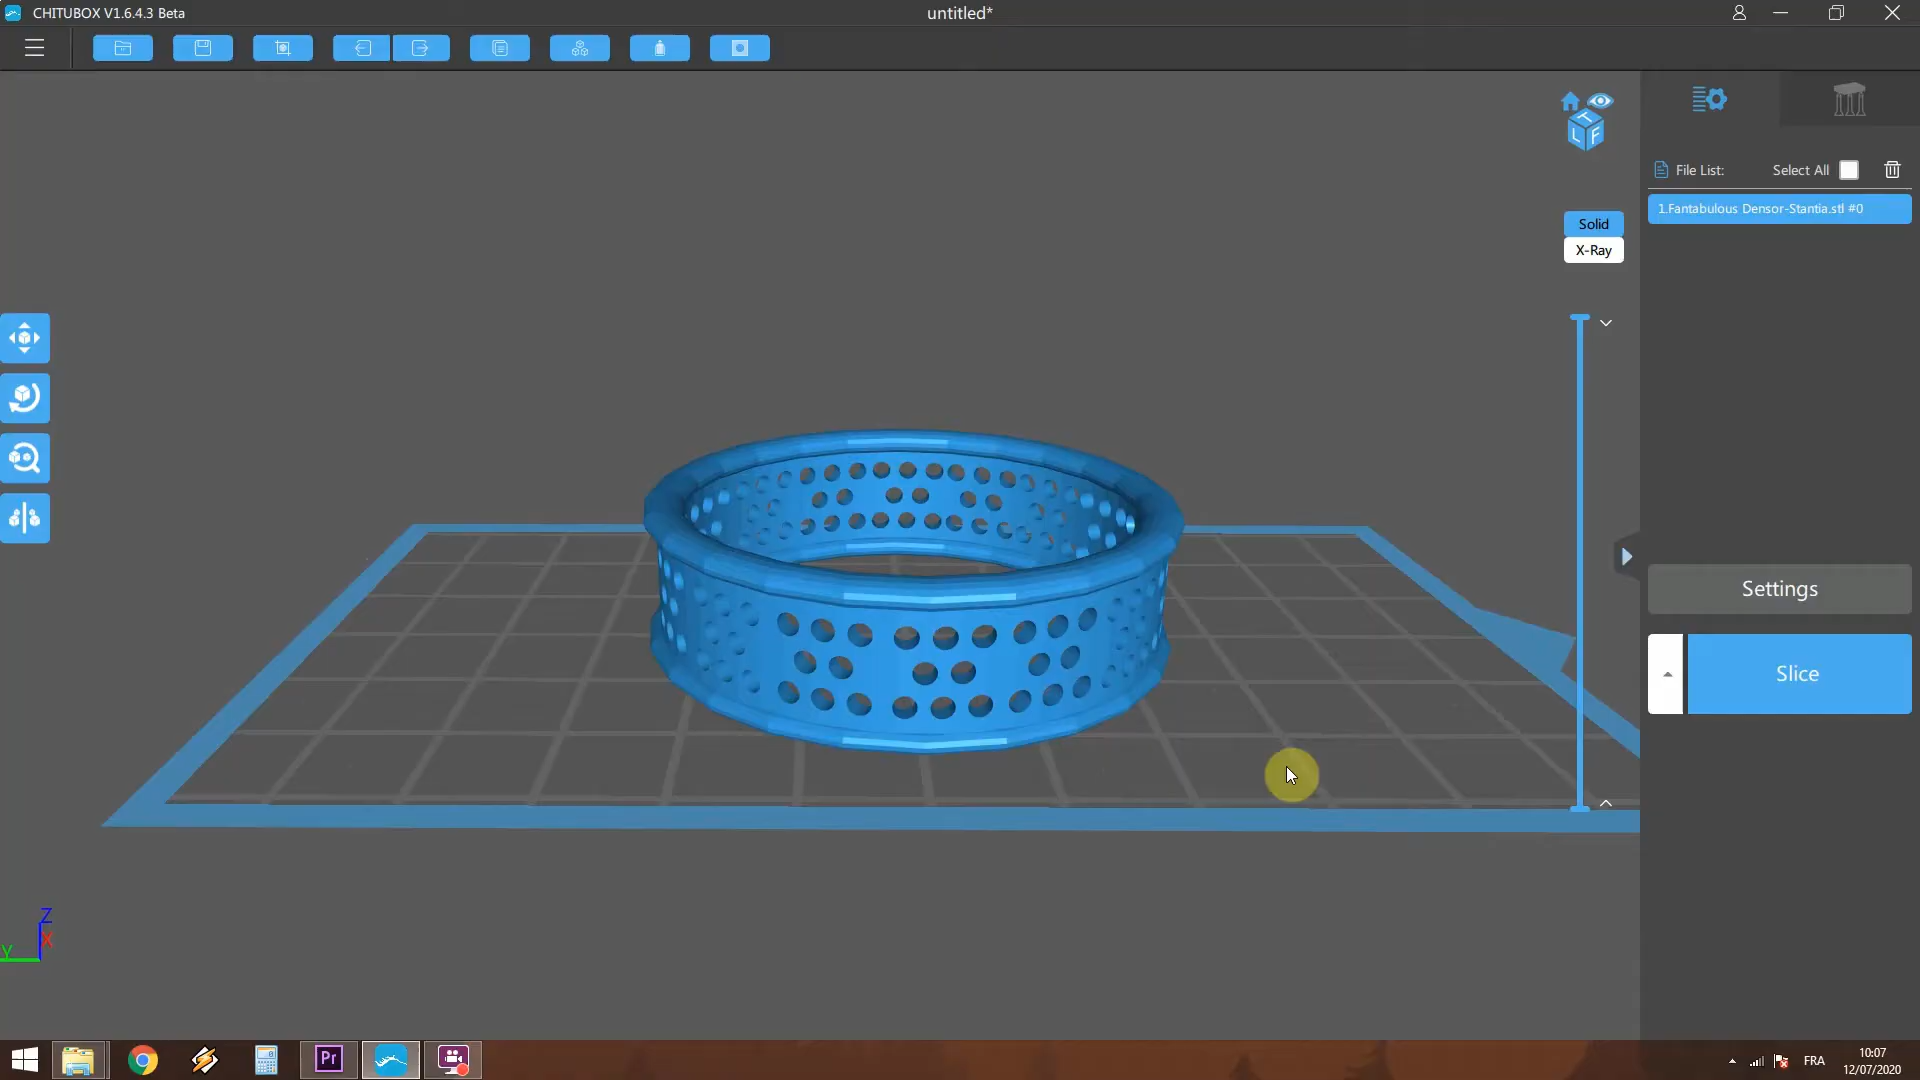 CHITUBOX V1.6.4.3 Beta
untitled*
T
L F
File List:
Select All
1.Fantabulous Densor-Stantia.stl #0
Solid
X-Ray
Settings
Slice
Z
X
Y
Pr
FRA
10:07
12/07/2020